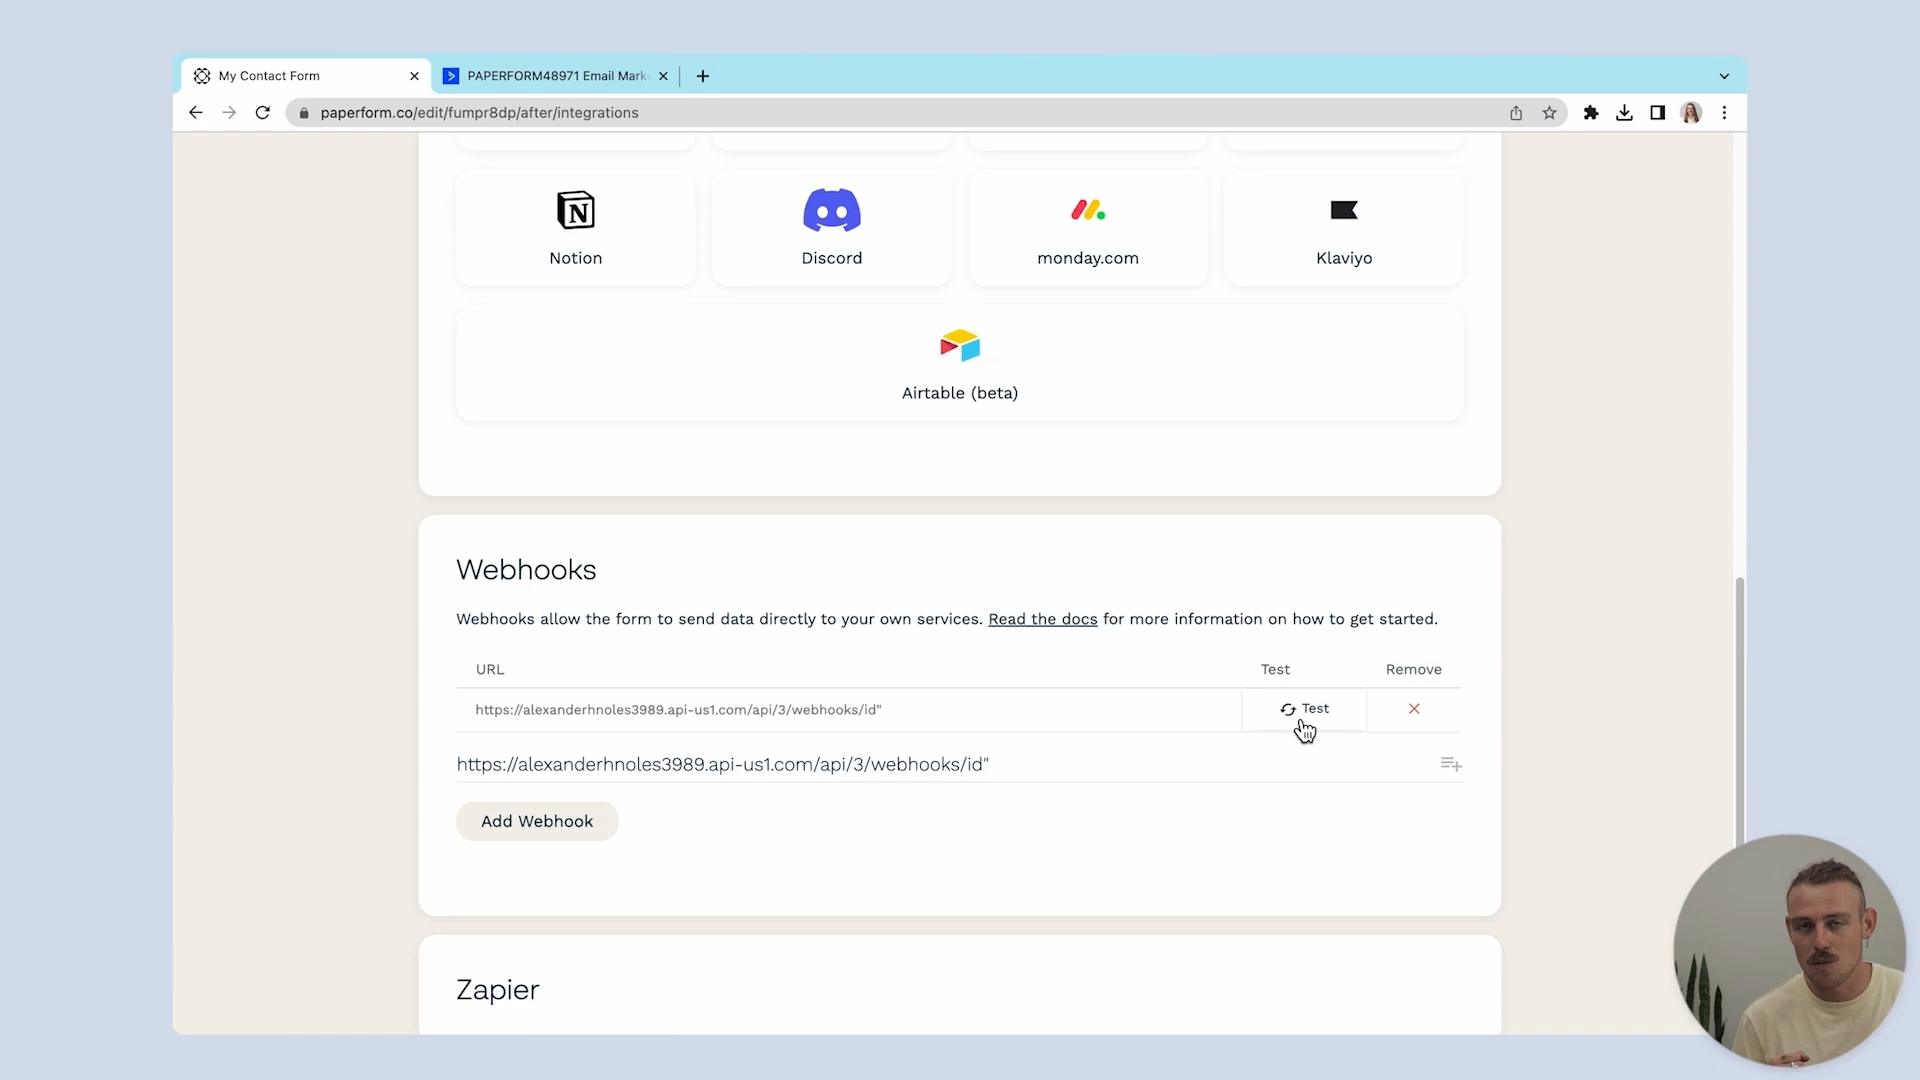 My Contact Form
PAPERFORM48971 Email Mark
paperform.co/edit/fumpr8dp/after/integrations
Notion
Discord
monday.com
Klaviyo
Airtable (beta)
Webhooks
Webhooks allow the form to send data directly to your own services. Read the docs for more information on how to get started.
URL Test Remove
https://alexanderhnoles3989.api-us1.com/api/3/webhooks/id" Test
https://alexanderhnoles3989.api-us1.com/api/3/webhooks/id"
Add Webhook
Zapier